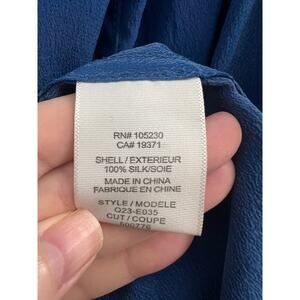 RN# 105230
CA# 19371
SHELL / EXTERIEUR
100% SILK/SOIE
MADE IN CHINA
FABRIQUE EN CHINE
STYLE / MODELE
Q23-E035
CUT / COUPE
500776